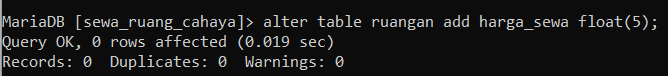 MariaDB [sewa_ruang_cahaya]> alter table ruangan add harga_sewa float(5);
Query OK, 0 rows affected (0.019 sec)
Records: 0  Duplicates: 0  Warnings: 0